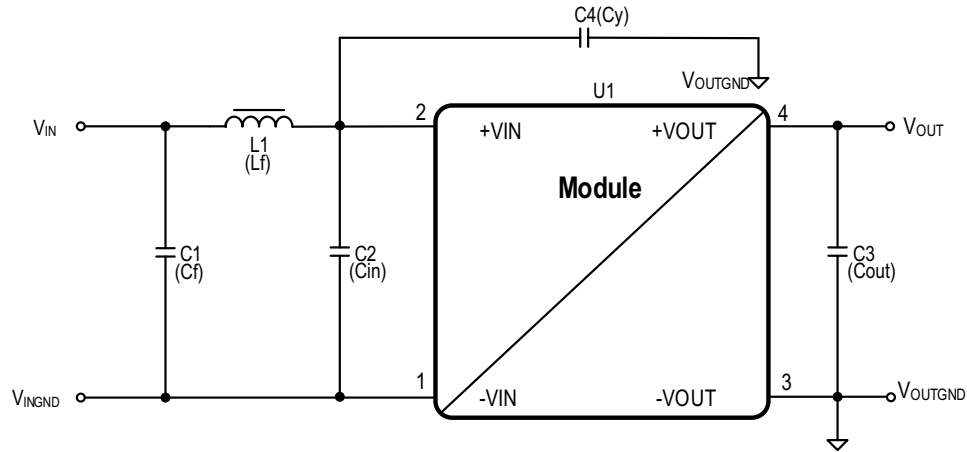 C4(Cy)
VOUTGND
U1
VIN
L1
(Lf)
2
+VIN
+VOUT
4
VOUT
Module
C1
(Cf)
C2
(Cin)
C3
(Cout)
VINGND
1
-VIN
-VOUT
3
VOUTGND